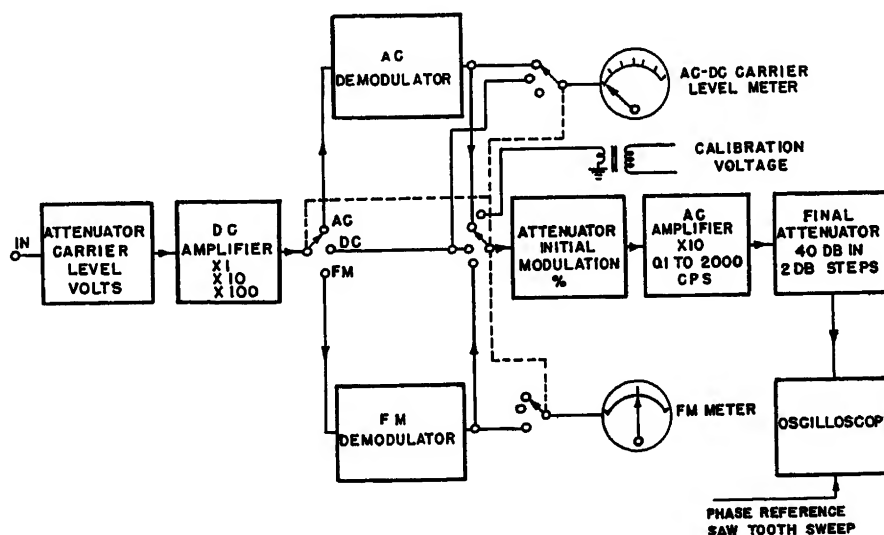 AC
DEMODULATOR
AC-DC CARRIER
LEVEL METER
CALIBRATION
VOLTAGE
IN
ATTENUATOR
CARRIER
LEVEL
VOLTS
DC
AMPLIFIER
X1
X10
X100
AC
DC
FM
ATTENUATOR
INITIAL
MODULATION
%
AC
AMPLIFIER
X10
0.1 TO 2000
CPS
FINAL
ATTENUATOR
40 DB IN
2 DB STEPS
FM
DEMODULATOR
FM METER
OSCILLOSCOP
PHASE REFERENCE
SAW TOOTH SWEEP